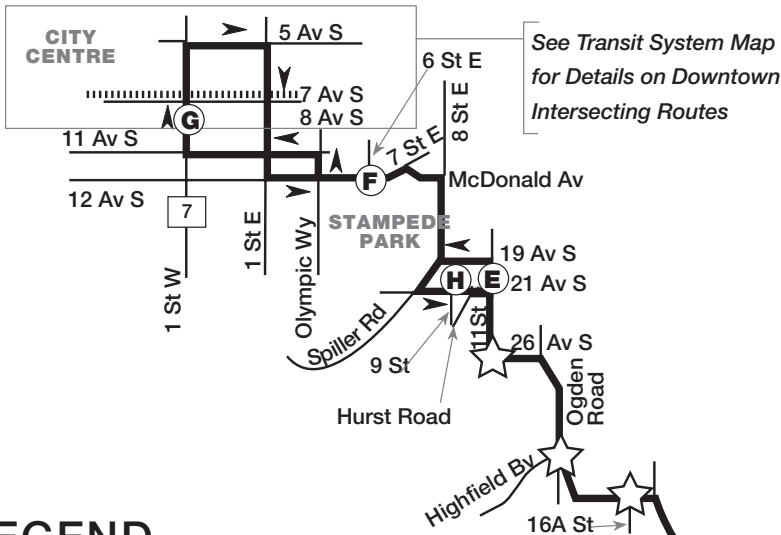 CITY
CENTRE
5 Av S
7 Av S
8 Av S
G
11 Av S
12 Av S
7
1 St W
1 St E
Olympic Wy
6 St E
7 St E
8 St E
F
McDonald Av
See Transit System Map
for Details on Downtown
Intersecting Routes
STAMPEDE
PARK
19 Av S
H
E
21 Av S
Spiller Rd
9 St
11St
Hurst Road
26 Av S
Ogden
Road
Highfield Bv
16A St